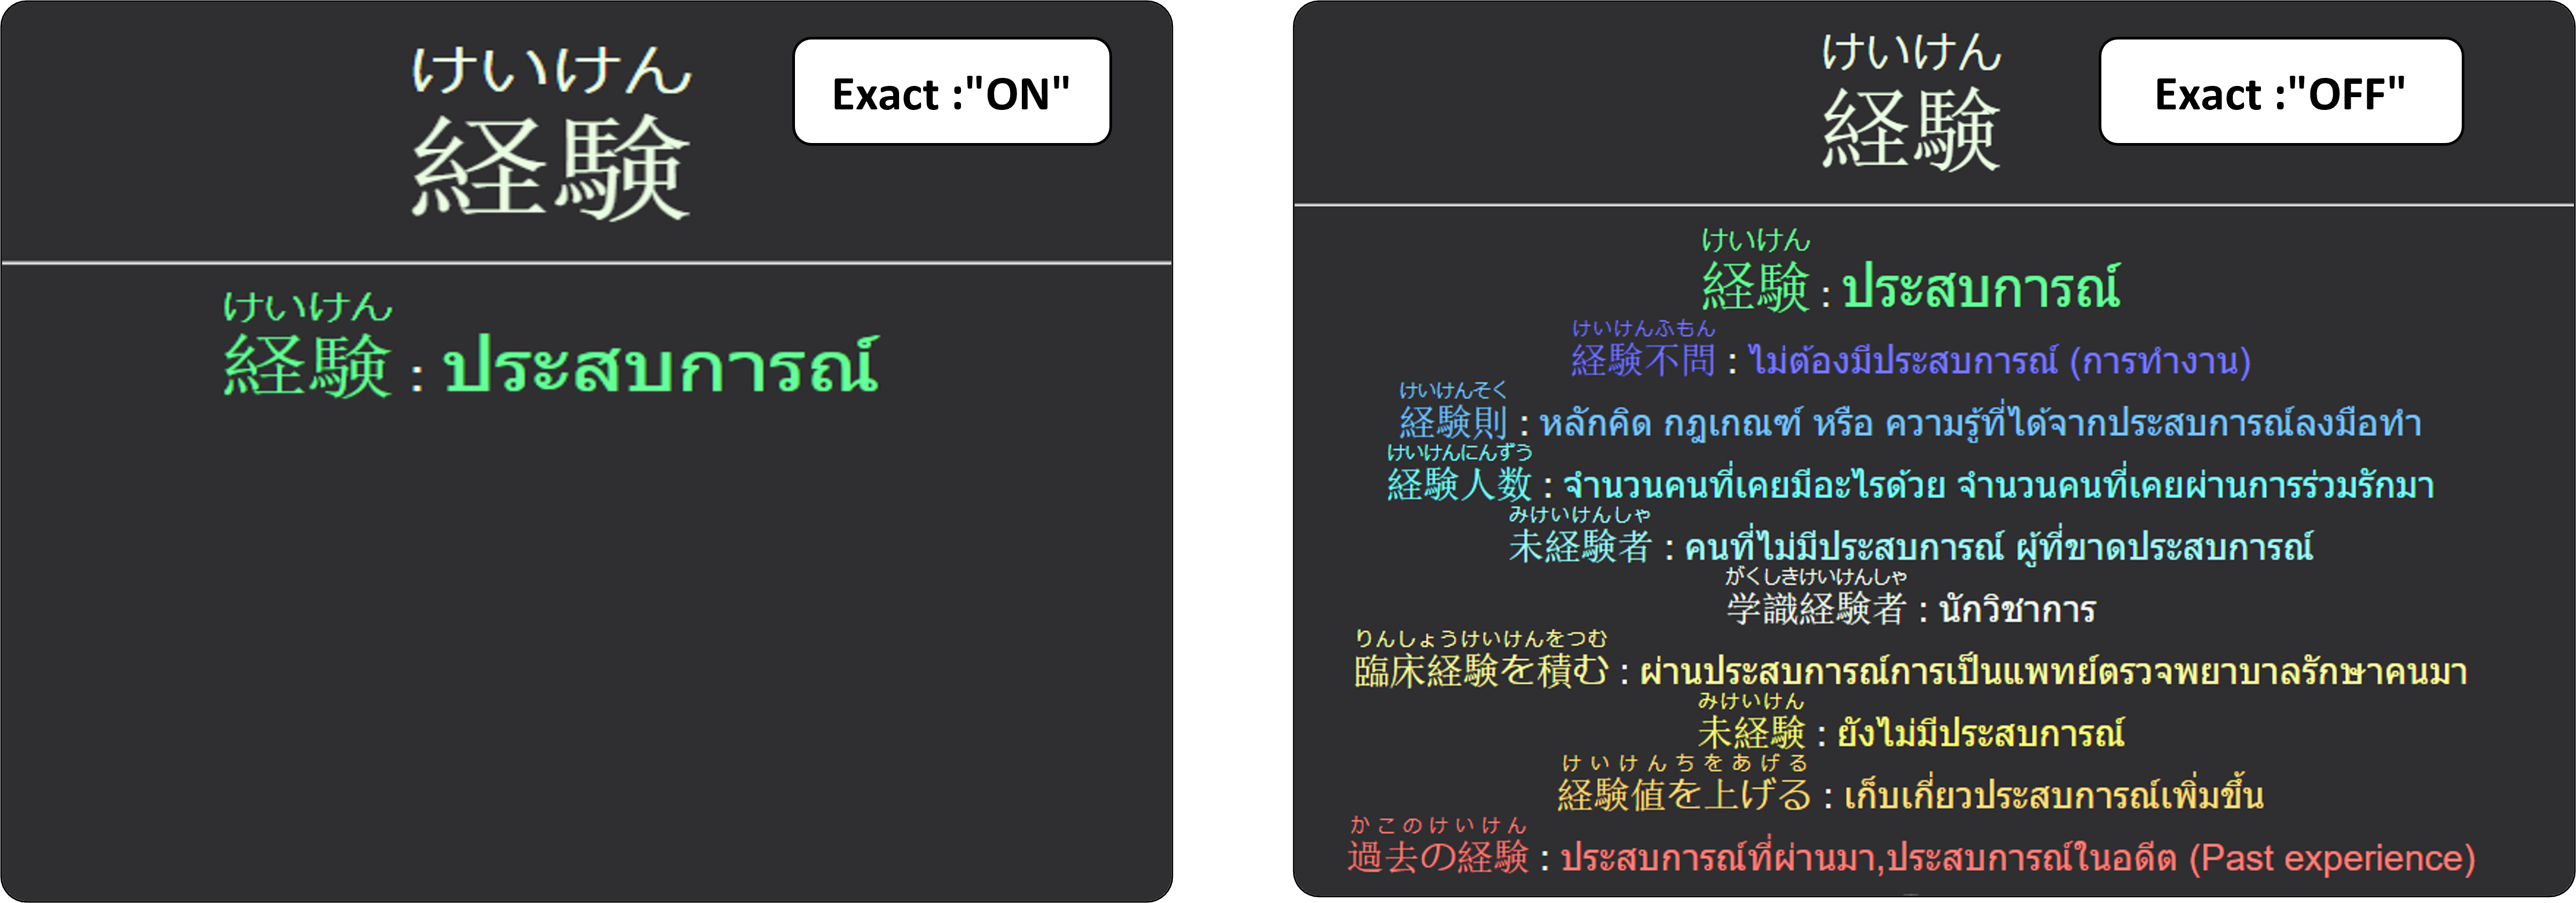 けいけん
経験
Exact :"ON"
けいけん
経験 : ประสบการณ์
けいけん
経験
Exact :"OFF"
けいけん
経験 : ประสบการณ์
けいけんふもん
経験不問 : ไม่ต้องมีประสบการณ์ (การทำงาน)
けいけんそく
経験則 : หลักคิด กฎเกณฑ์ หรือ ความรู้ที่ได้จากประสบการณ์ลงมือทำ
けいけんにんずう
経験人数 : จำนวนคนที่เคยมีอะไรด้วย จำนวนคนที่เคยผ่านการร่วมรักมา
みけいけんしゃ
未経験者 : คนที่ไม่มีประสบการณ์ ผู้ที่ขาดประสบการณ์
がくしきけいけんしゃ
学識経験者 : นักวิชาการ
りんしょうけいけんをつむ
臨床経験を積む : ผ่านประสบการณ์การเป็นแพทย์ตรวจพยาบาลรักษาคนมา
みけいけん
未経験 : ยังไม่มีประสบการณ์
けいけんちをあげる
経験値を上げる : เก็บเกี่ยวประสบการณ์เพิ่มขึ้น
かこのけいけん
過去の経験 : ประสบการณ์ที่ผ่านมา,ประสบการณ์ในอดีต (Past experience)